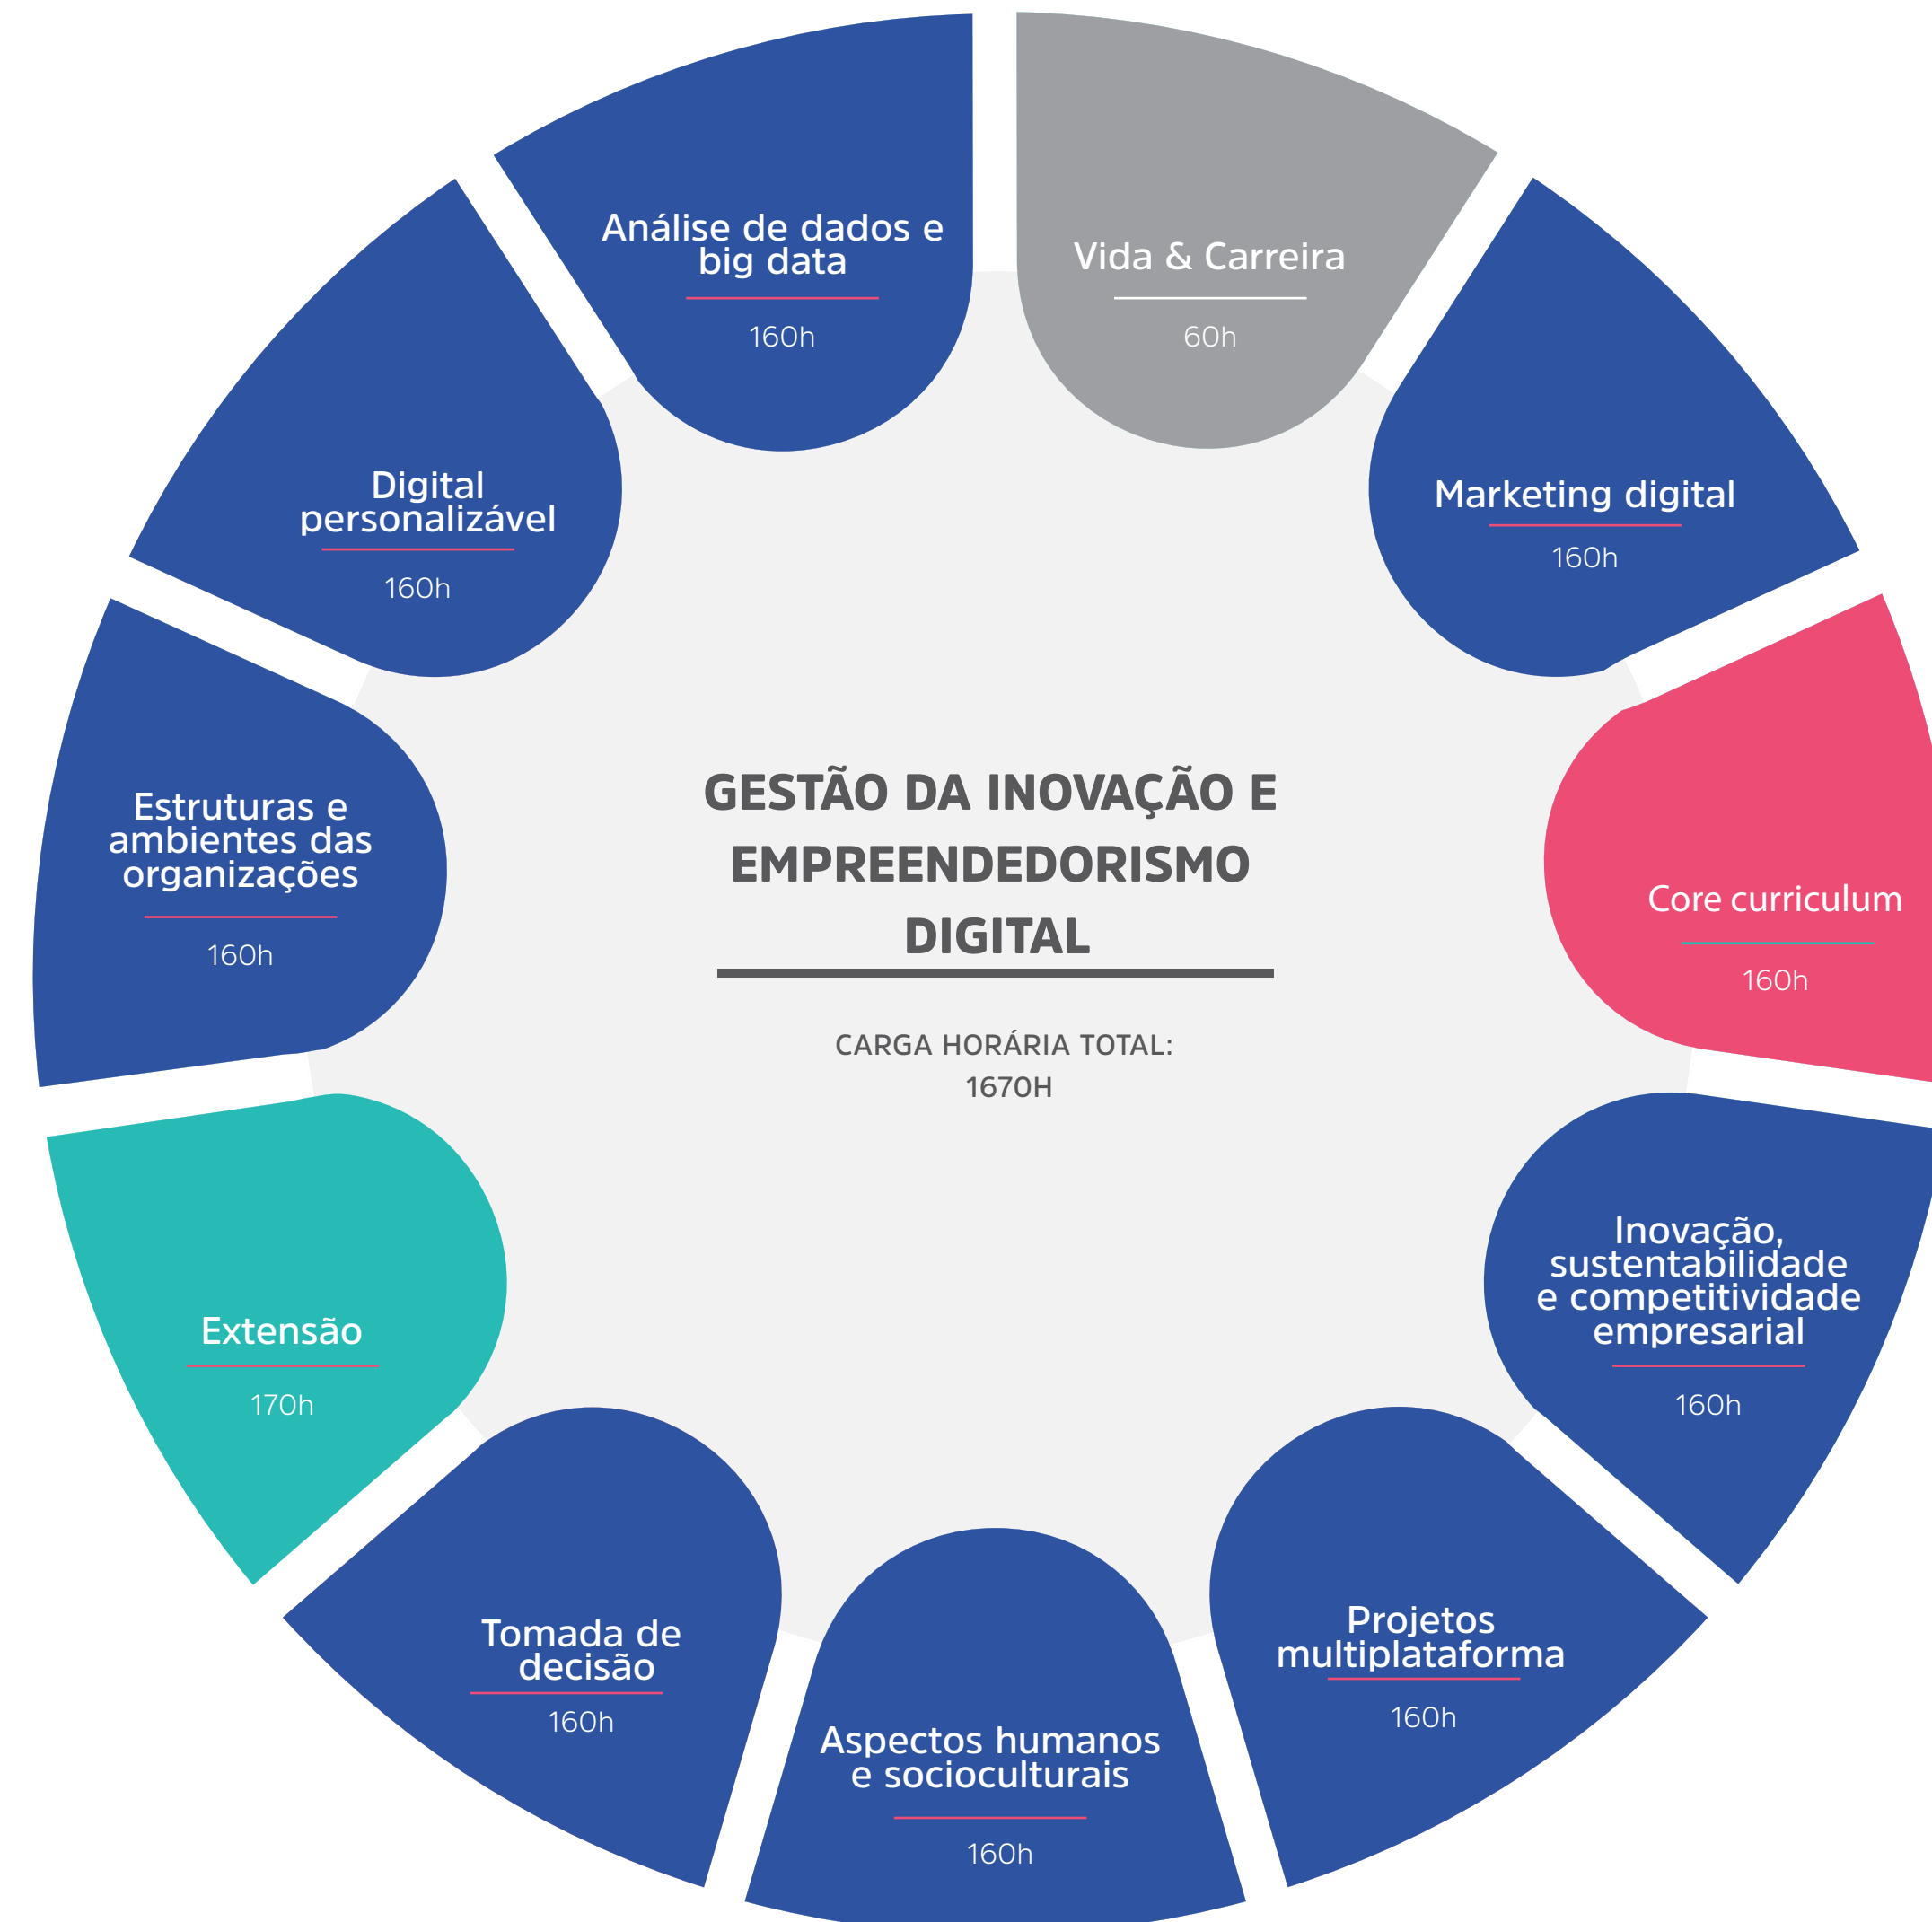 Análise de dados e
big data
160h
Vida & Carreira
60h
Marketing digital
160h
Core curriculum
160h
Inovação,
sustentabilidade
e competitividade
empresarial
160h
Projetos
multiplataforma
160h
Aspectos humanos
e socioculturais
160h
Tomada de
decisão
160h
Extensão
170h
Estruturas e
ambientes das
organizações
160h
Digital
personalizável
160h
GESTÃO DA INOVAÇÃO E
EMPREENDEDORISMO
DIGITAL
CARGA HORÁRIA TOTAL:
1670H